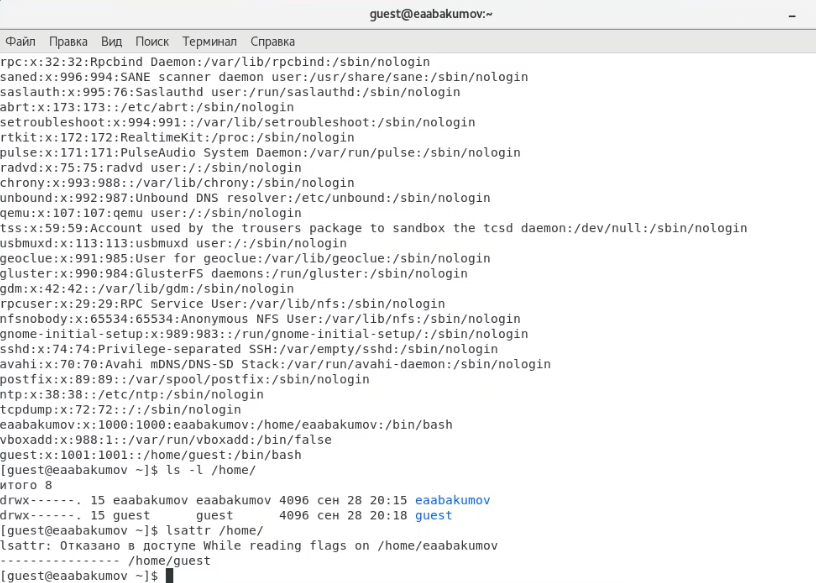 guest@eaabakumov:~
Файл Правка Вид Поиск Терминал Справка
rpc:x:32:32:Rpcbind Daemon:/var/lib/rpcbind:/sbin/nologin
saned:x:996:994:SANE scanner daemon user:/usr/share/sane:/sbin/nologin
saslauth:x:995:76:Saslauthd user:/run/saslauthd:/sbin/nologin
abrt:x:173:173::/etc/abrt:/sbin/nologin
setroubleshoot:x:994:991::/var/lib/setroubleshoot:/sbin/nologin
rtkit:x:172:172:RealtimeKit:/proc:/sbin/nologin
pulse:x:171:171:PulseAudio System Daemon:/var/run/pulse:/sbin/nologin
radvd:x:75:75:radvd user:/:/sbin/nologin
chrony:x:993:988::/var/lib/chrony:/sbin/nologin
unbound:x:992:987:Unbound DNS resolver:/etc/unbound:/sbin/nologin
qemu:x:107:107:qemu user:/:/sbin/nologin
tss:x:59:59:Account used by the trousers package to sandbox the tcsd daemon:/dev/null:/sbin/nologin
usbmuxd:x:113:113:usbmuxd user:/:/sbin/nologin
geoclue:x:991:985:User for geoclue:/var/lib/geoclue:/sbin/nologin
gluster:x:990:984:GlusterFS daemons:/run/gluster:/sbin/nologin
gdm:x:42:42::/var/lib/gdm:/sbin/nologin
rpcuser:x:29:29:RPC Service User:/var/lib/nfs:/sbin/nologin
nfsnobody:x:65534:65534:Anonymous NFS User:/var/lib/nfs:/sbin/nologin
gnome-initial-setup:x:989:983::/run/gnome-initial-setup/:/sbin/nologin
sshd:x:74:74:Privilege-separated SSH:/var/empty/sshd:/sbin/nologin
avahi:x:70:70:Avahi mDNS/DNS-SD Stack:/var/run/avahi-daemon:/sbin/nologin
postfix:x:89:89::/var/spool/postfix:/sbin/nologin
ntp:x:38:38::/etc/ntp:/sbin/nologin
tcpdump:x:72:72::/:/sbin/nologin
eaabakumov:x:1000:1000:eaabakumov:/home/eaabakumov:/bin/bash
vboxadd:x:988:1::/var/run/vboxadd:/bin/false
guest:x:1001:1001::/home/guest:/bin/bash
[guest@eaabakumov ~]$ ls -l /home/
итого 8
drwx------. 15 eaabakumov eaabakumov 4096 сен 28 20:15 eaabakumov
drwx------. 15 guest      guest      4096 сен 28 20:18 guest
[guest@eaabakumov ~]$ lsattr /home/
lsattr: Отказано в доступе While reading flags on /home/eaabakumov
---------------- /home/guest
[guest@eaabakumov ~]$